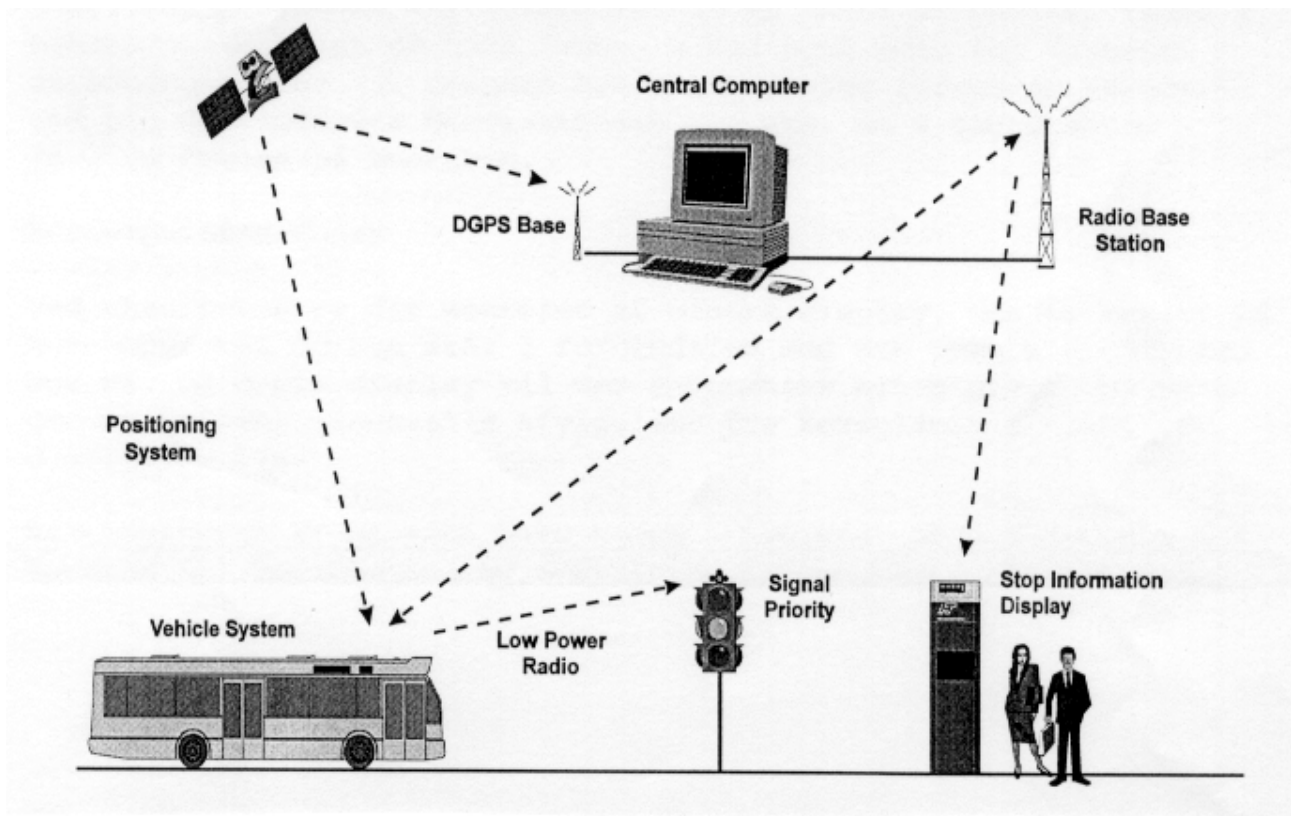 Central Computer
DGPS Base
Radio Base
Station
Positioning
System
Vehicle System
Low Power
Radio
Signal
Priority
Stop Information
Display